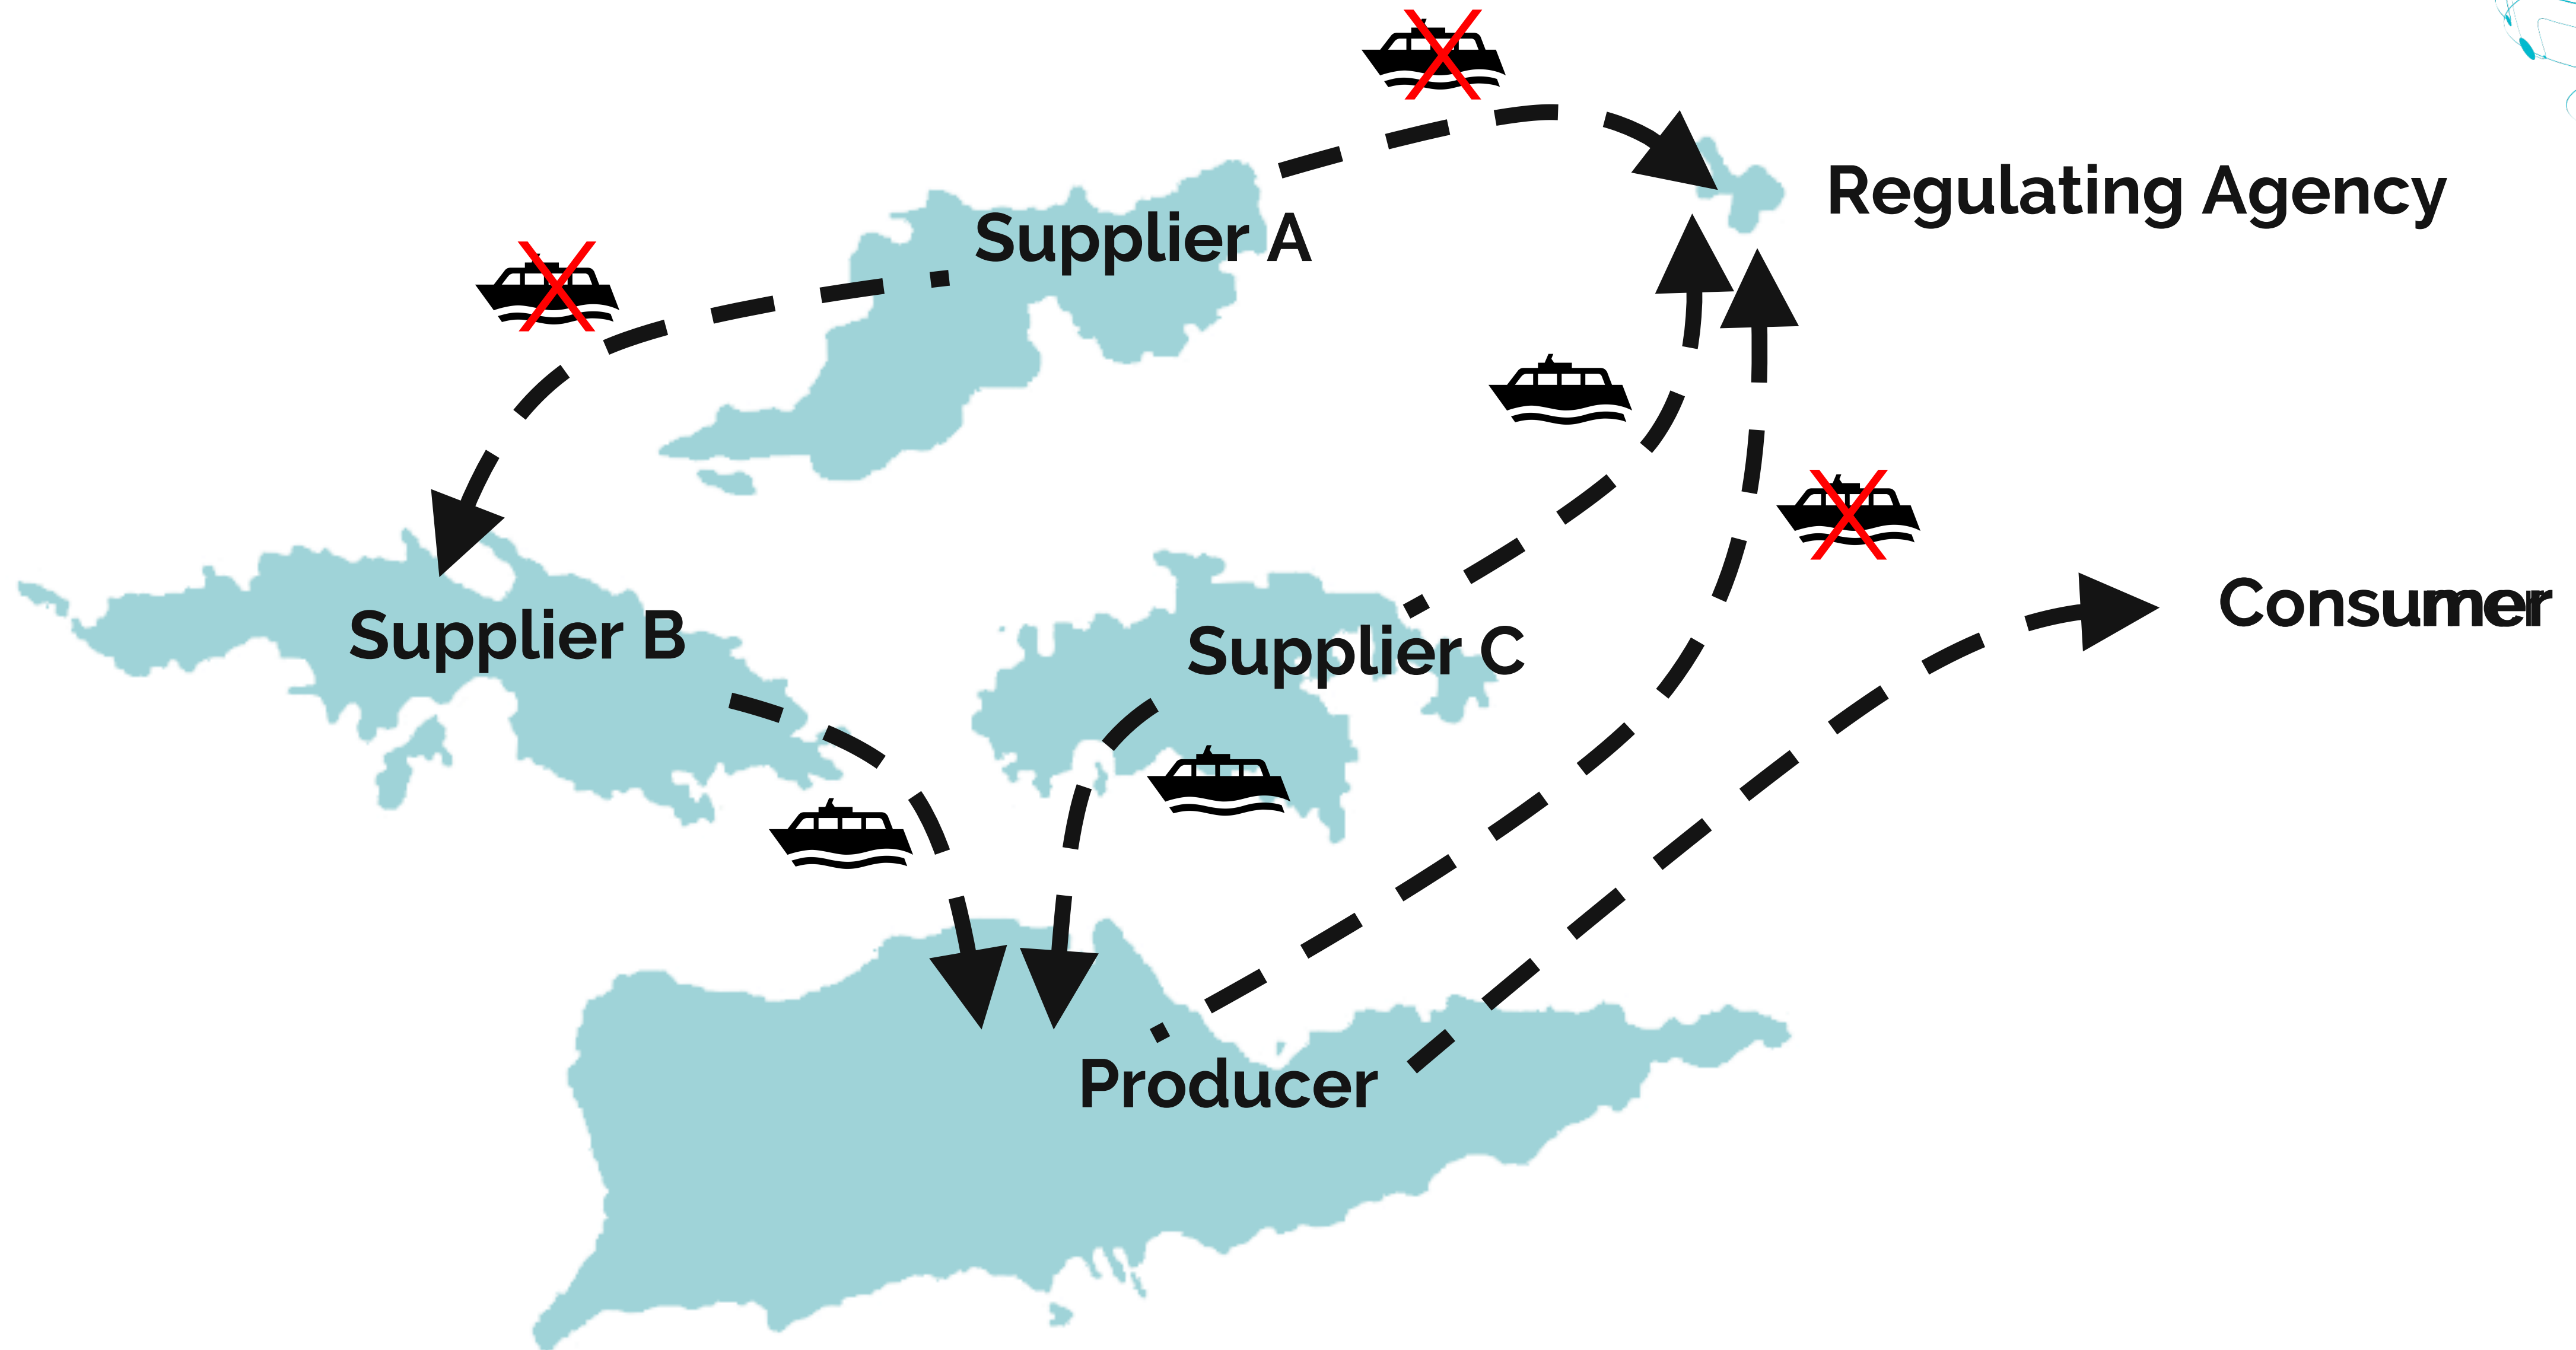 Regulating Agency
Supplier A
Consumer
Supplier B
Supplier C
Producer